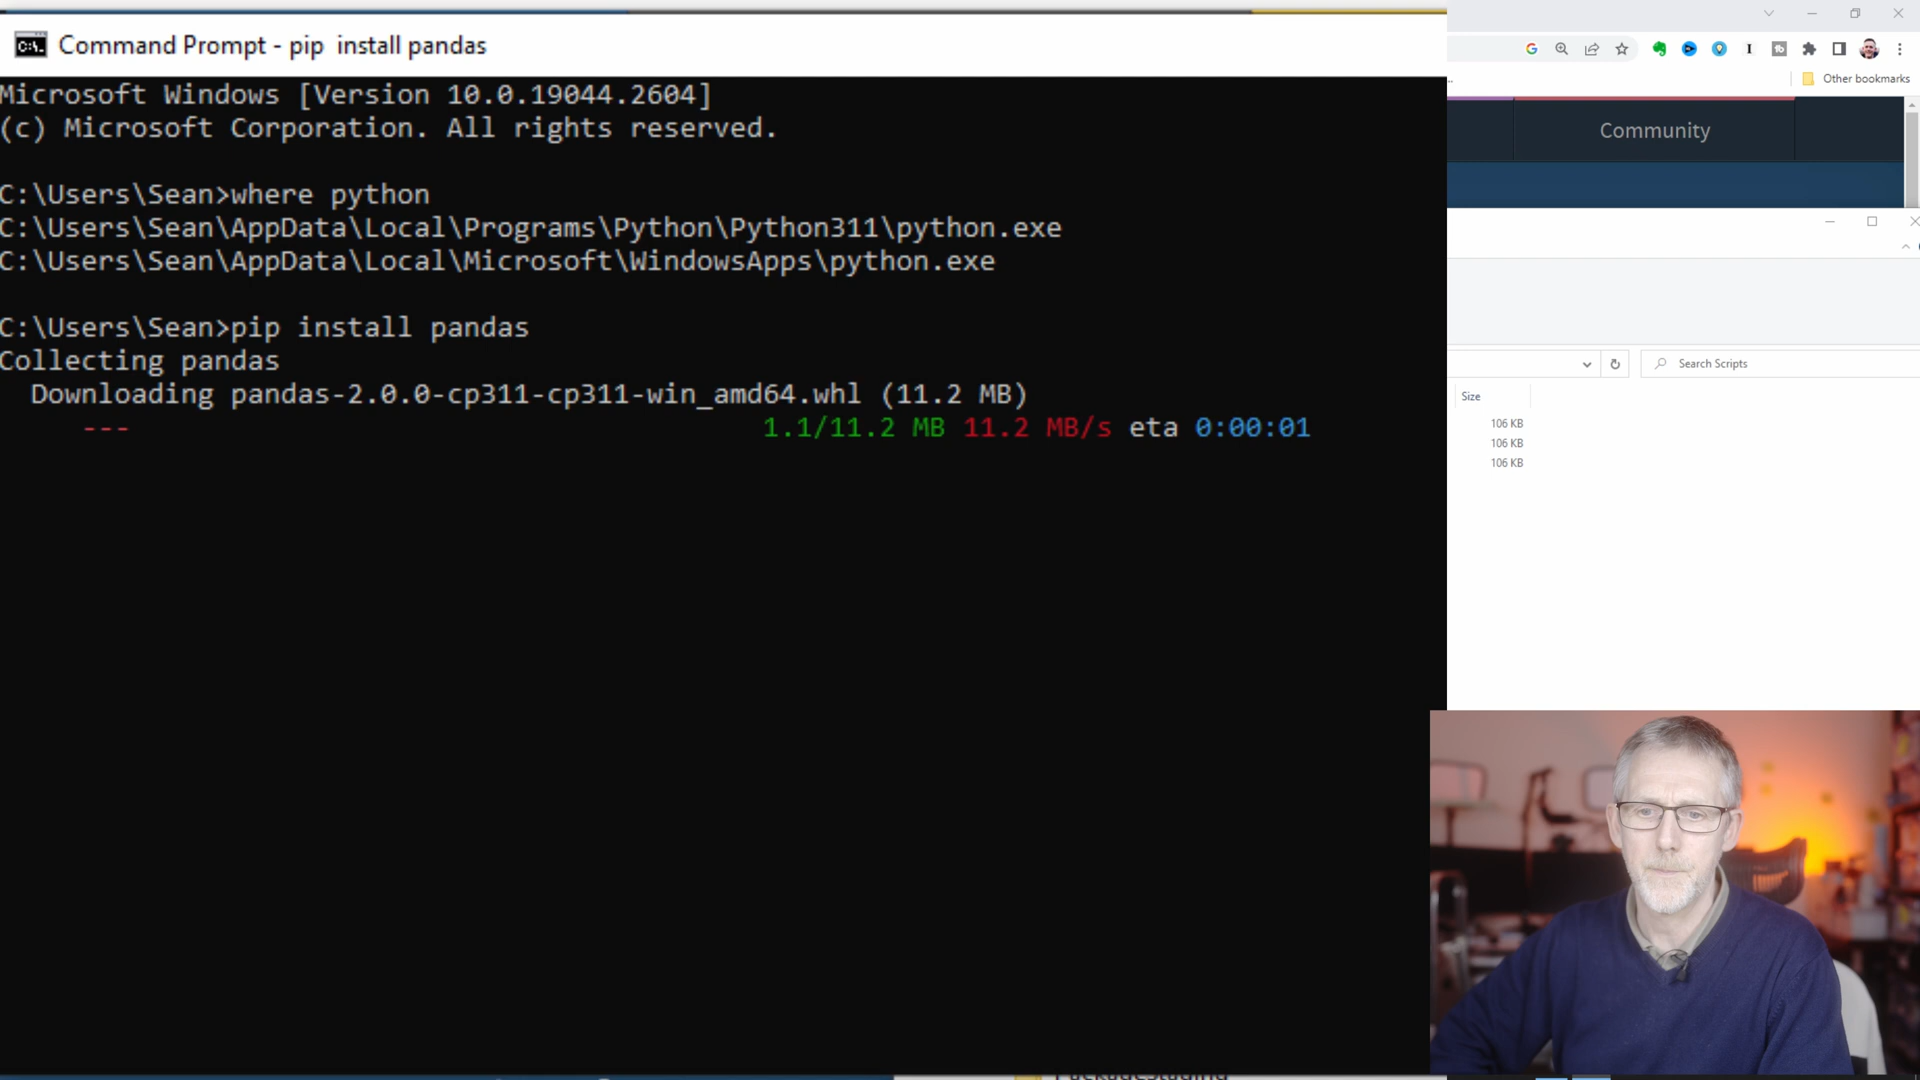 Command Prompt - pip  install pandas
Microsoft Windows [Version 10.0.19044.2604]
(c) Microsoft Corporation. All rights reserved.
C:\Users\Sean>where python
C:\Users\Sean\AppData\Local\Programs\Python\Python311\python.exe
C:\Users\Sean\AppData\Local\Microsoft\WindowsApps\python.exe
C:\Users\Sean>pip install pandas
Collecting pandas
Downloading pandas-2.0.0-cp311-cp311-win_amd64.whl (11.2 MB)
--- 1.1/11.2 MB 11.2 MB/s eta 0:00:01
Other bookmarks
Community
Search Scripts
Size
106 KB
106 KB
106 KB